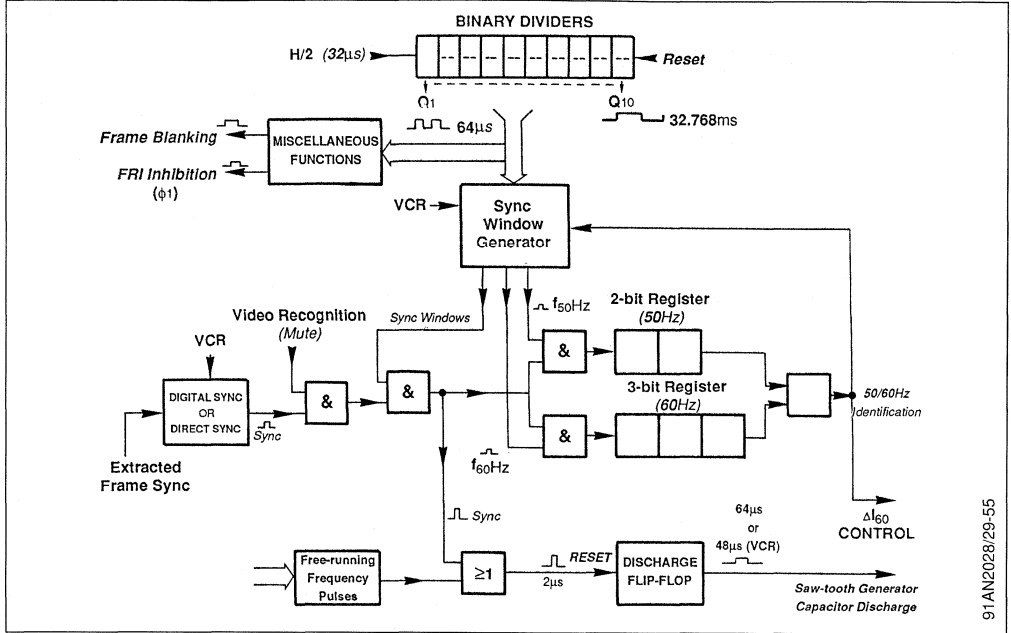 BINARY DIVIDERS
H/2 (32µs)
Reset
Q1
Q10
64µs
32.768ms
Frame Blanking
FRI Inhibition
(ϕ1)
MISCELLANEOUS
FUNCTIONS
VCR
Sync
Window
Generator
Video Recognition
(Mute)
Sync Windows
f50Hz
2-bit Register
(50Hz)
VCR
DIGITAL SYNC
OR
DIRECT SYNC
Sync
&
&
&
3-bit Register
(60Hz)
&
50/60Hz
Identification
Extracted
Frame Sync
f60Hz
Sync
ΔI60
CONTROL
Free-running
Frequency
Pulses
≥1
2µs
RESET
DISCHARGE
FLIP-FLOP
64µs
or
48µs (VCR)
Saw-tooth Generator
Capacitor Discharge
91AN2028/29-55